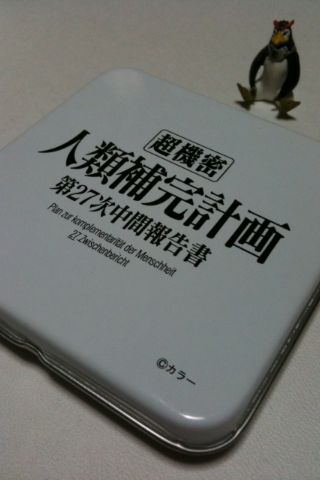 超機密
人類補完計画
第27次中間報告書
Plan zur komplementarität der Menschheit
27. Zwischenbericht
©カラー